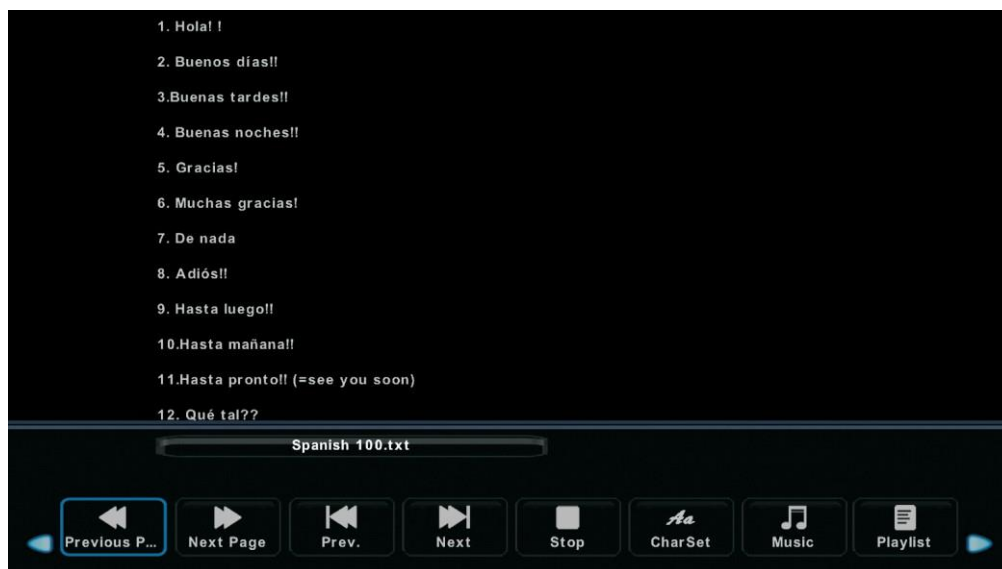 1. Hola! !
2. Buenos días!!
3.Buenas tardes!!
4. Buenas noches!!
5. Gracias!
6. Muchas gracias!
7. De nada
8. Adiós!!
9. Hasta luego!!
10.Hasta mañana!!
11.Hasta pronto!! (=see you soon)
12. Qué tal??
Spanish 100.txt
Previous P... Next Page Prev. Next Stop CharSet Music Playlist